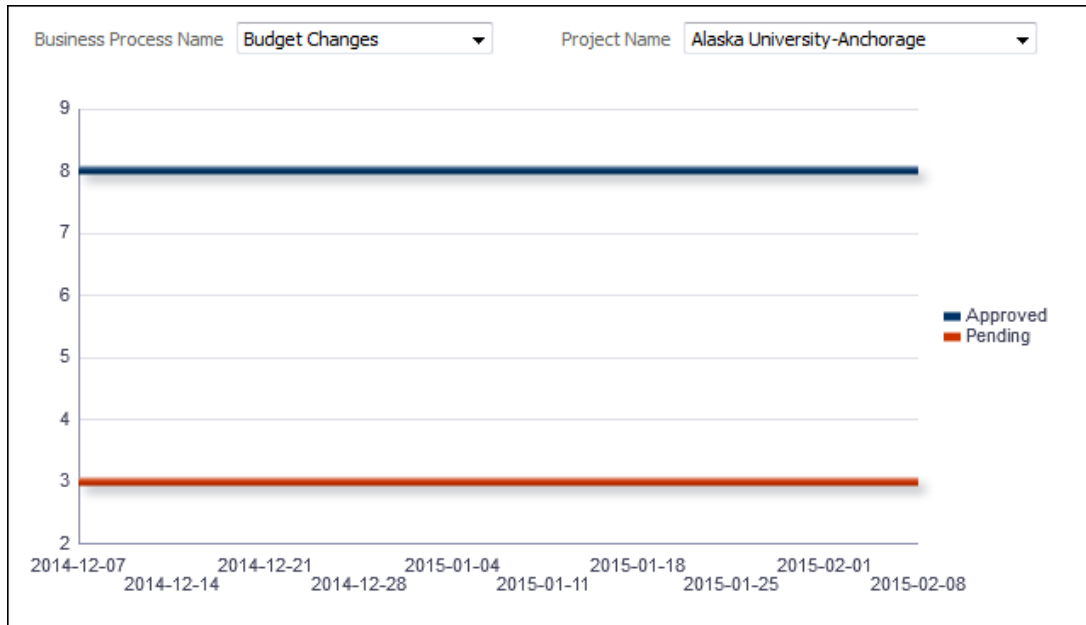 Business Process Name Budget Changes Project Name Alaska University-Anchorage
9
8
7
6
5
4
3
2
Approved
Pending
2014-12-07 2014-12-21 2015-01-04 2015-01-18 2015-02-01
2014-12-14 2014-12-28 2015-01-11 2015-01-25 2015-02-08